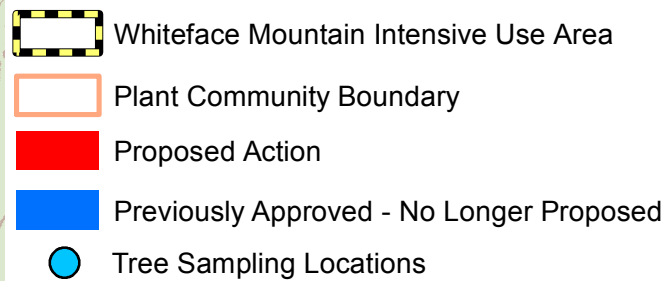 Whiteface Mountain Intensive Use Area
Plant Community Boundary
Proposed Action
Previously Approved - No Longer Proposed
Tree Sampling Locations